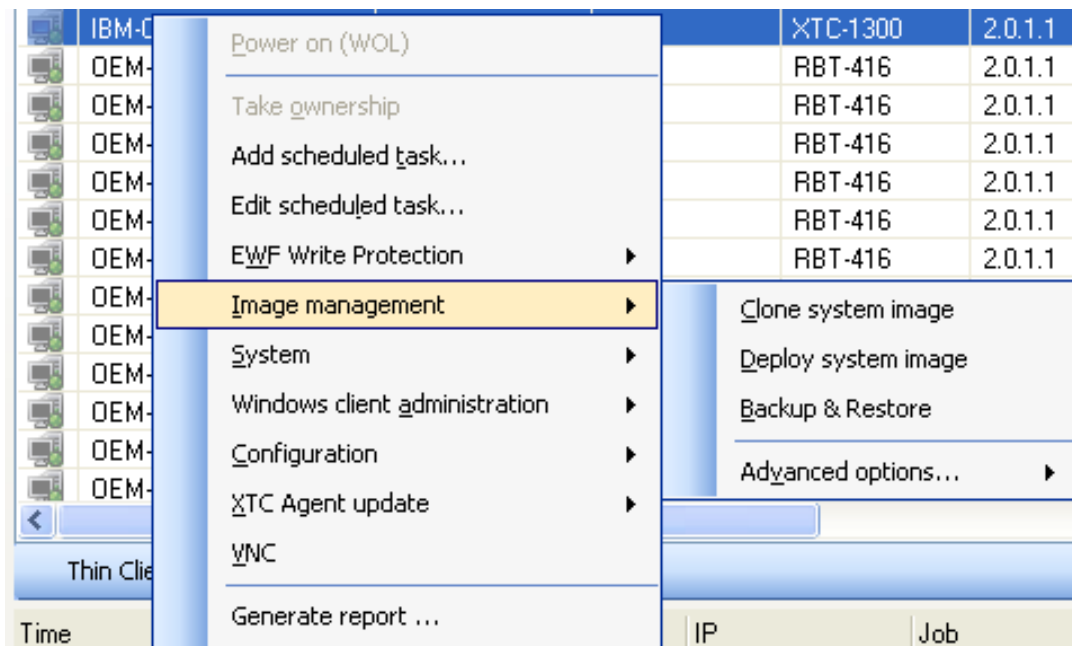 IBM-C XTC-1300 2.0.1.1
Power on (WOL)
OEM- RBT-416 2.0.1.1
Take ownership
OEM- RBT-416 2.0.1.1
Add scheduled task...
OEM- RBT-416 2.0.1.1
OEM- RBT-416 2.0.1.1
Edit scheduled task...
OEM- RBT-416 2.0.1.1
EWF Write Protection
OEM- RBT-416 2.0.1.1
Image management
OEM-
Clone system image
OEM-
System
Deploy system image
OEM-
Windows client administration
Backup & Restore
OEM-
Configuration
OEM-
Advanced options...
OEM-
XTC Agent update
VNC
Thin Clie
Generate report ...
Time IP Job